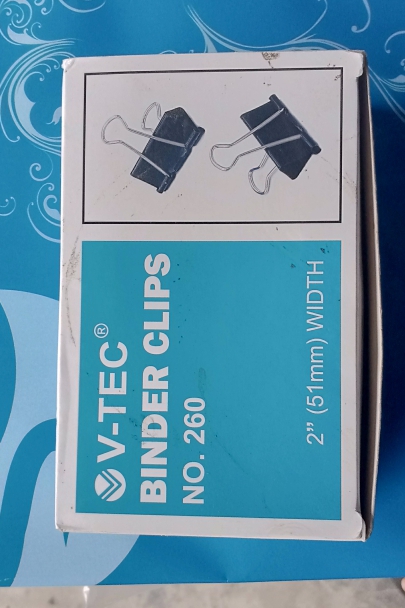 V-TEC®
BINDER CLIPS
NO. 260
2" (51mm) WIDTH